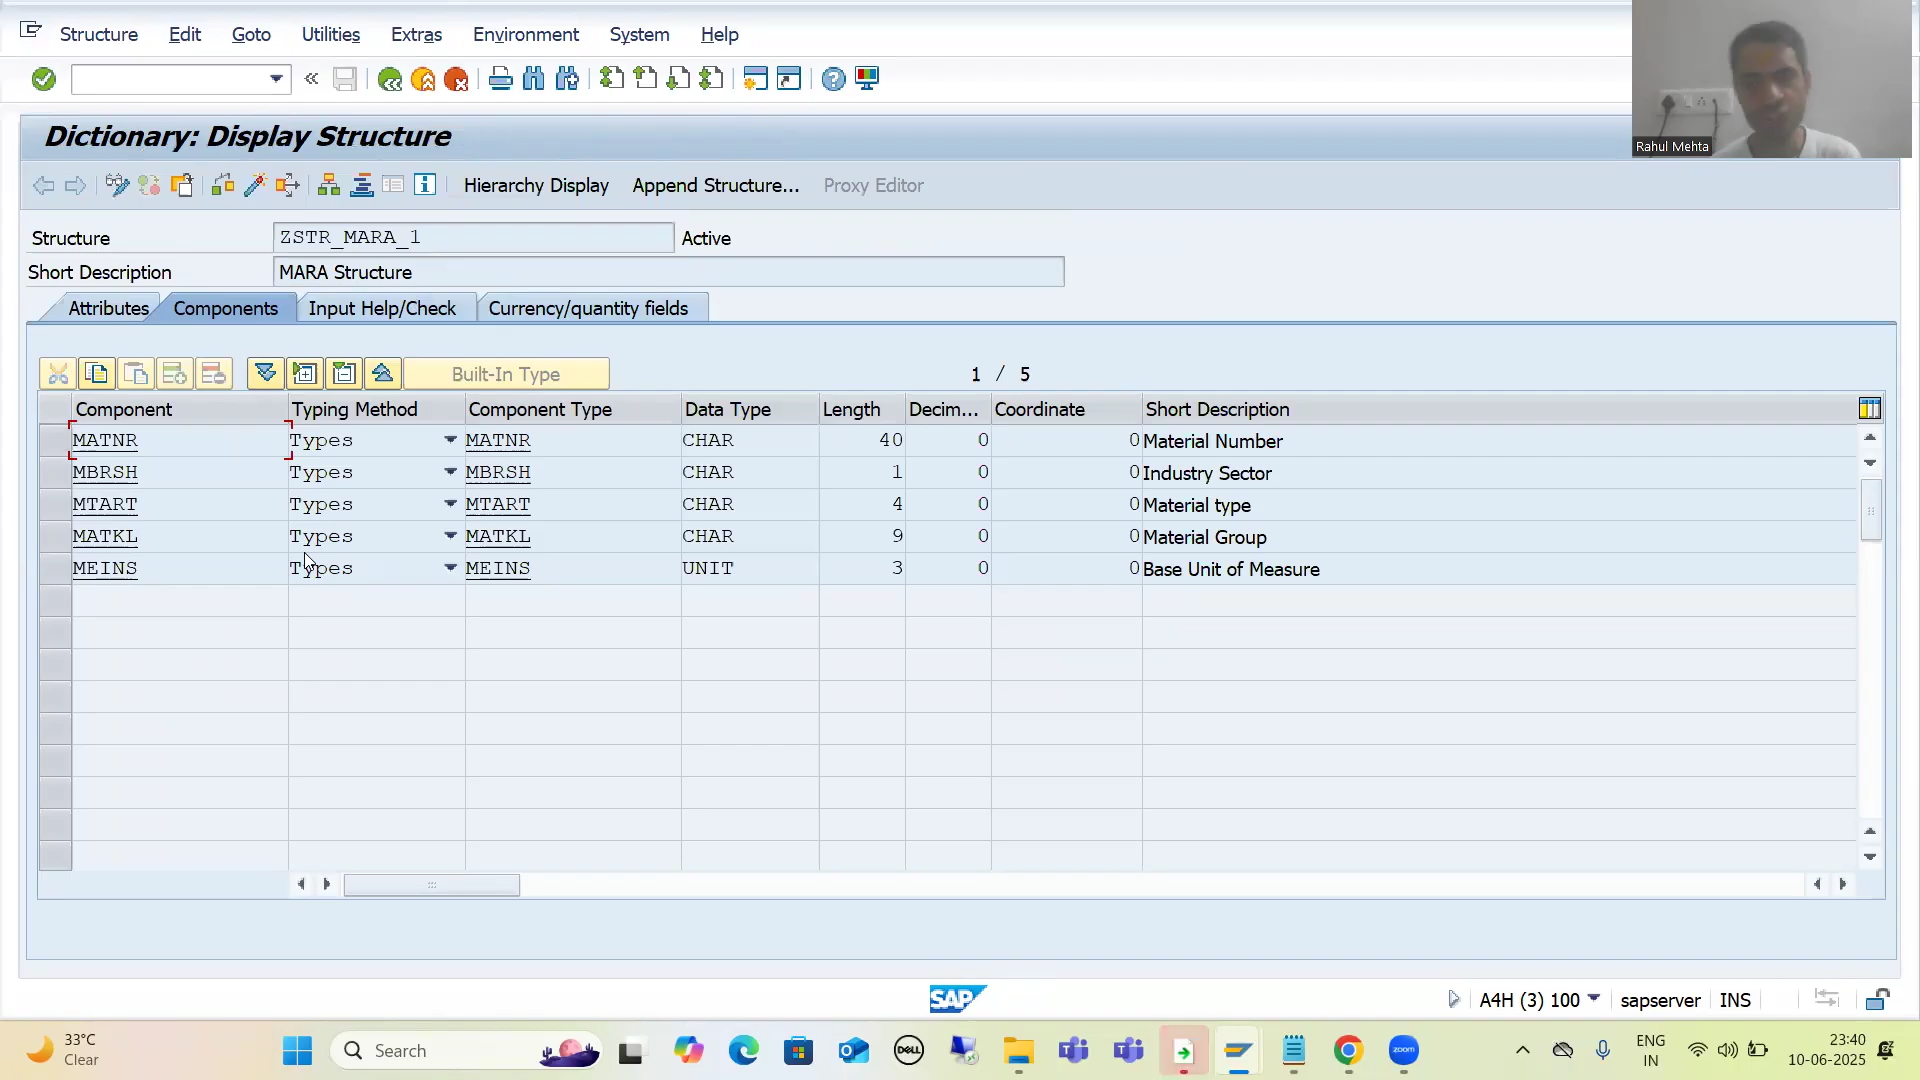 Structure Edit Goto Utilities Extras Environment System Help
Rahul Mehta
Dictionary: Display Structure
Hierarchy Display Append Structure... Proxy Editor
Structure ZSTR_MARA_1 Active
Short Description MARA Structure
Attributes Components Input Help/Check Currency/quantity fields
Built-In Type 1 / 5
Component Typing Method Component Type Data Type Length Decim... Coordinate Short Description
MATNR Types MATNR CHAR 40 0 0 Material Number
MBRSH Types MBRSH CHAR 1 0 0 Industry Sector
MTART Types MTART CHAR 4 0 0 Material type
MATKL Types MATKL CHAR 9 0 0 Material Group
MEINS Types MEINS UNIT 3 0 0 Base Unit of Measure
SAP A4H (3) 100 sapserver INS
33°C
Clear
Search
DELL
zoom
ENG
IN
23:40
10-06-2025